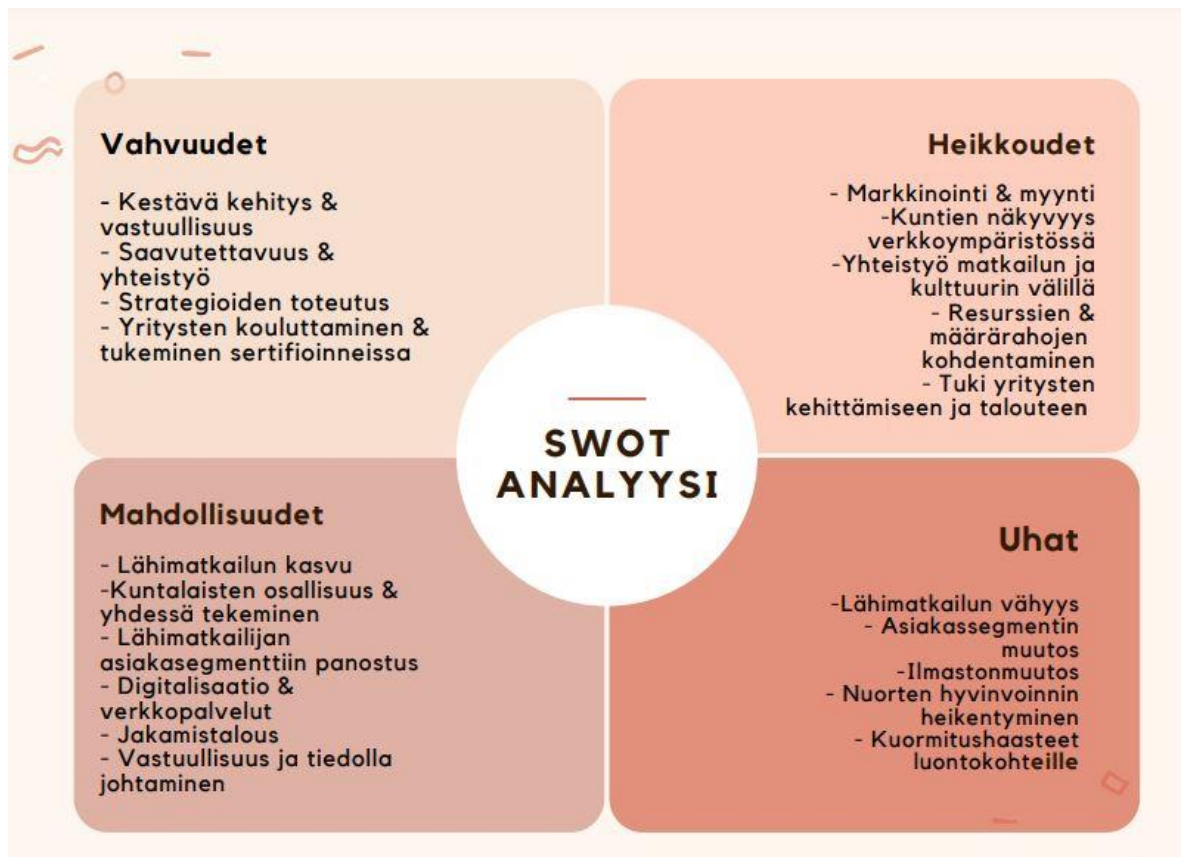 Vahvuudet
- Kestävä kehitys &
vastuullisuus
- Saavutettavuus &
yhteistyö
- Strategioiden toteutus
- Yritysten kouluttaminen &
tukeminen sertifioinneissa
Heikkoudet
- Markkinointi & myynti
-Kuntien näkyvyys
verkkoympäristössä
-Yhteistyö matkailun ja
kulttuurin välillä
- Resurssien &
määrärahojen
kohdentaminen
- Tuki yritysten
kehittämiseen ja talouteen
SWOT
ANALYYSI
Mahdollisuudet
- Lähimatkailun kasvu
-Kuntalaisten osallisuus &
yhdessä tekeminen
- Lähimatkailijan
asiakasegmenttiin panostus
- Digitalisaatio &
verkkopalvelut
- Jakamistalous
- Vastuullisuus ja tiedolla
johtaminen
Uhat
-Lähimatkailun vähyys
- Asiakassegmentin
muutos
-Ilmastonmuutos
- Nuorten hyvinvoinnin
heikentyminen
- Kuormitushaasteet
luontokohteille